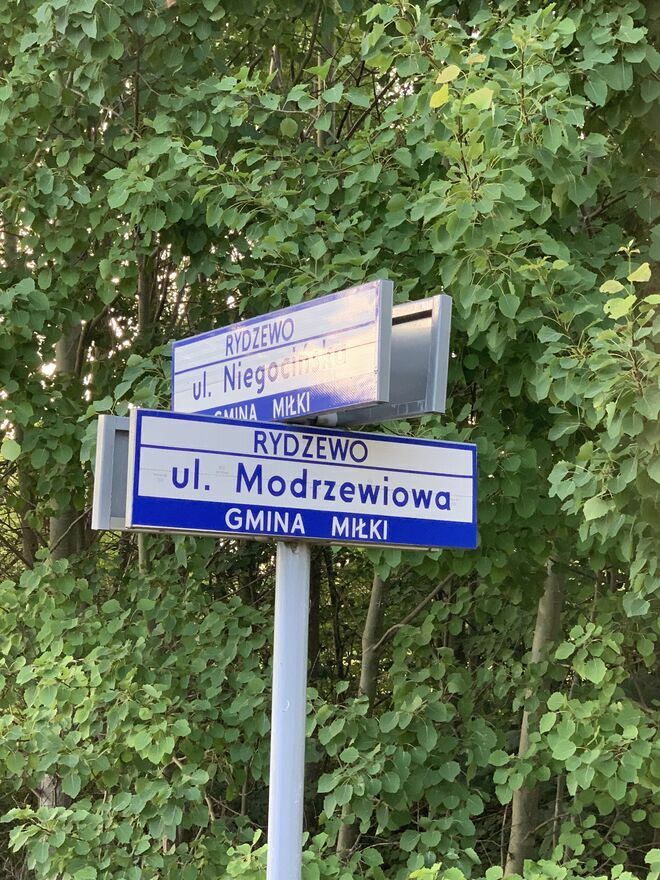 RYDZEWO
ul. Niegocińska
GMINA MIŁKI
RYDZEWO
ul. Modrzewiowa
GMINA MIŁKI